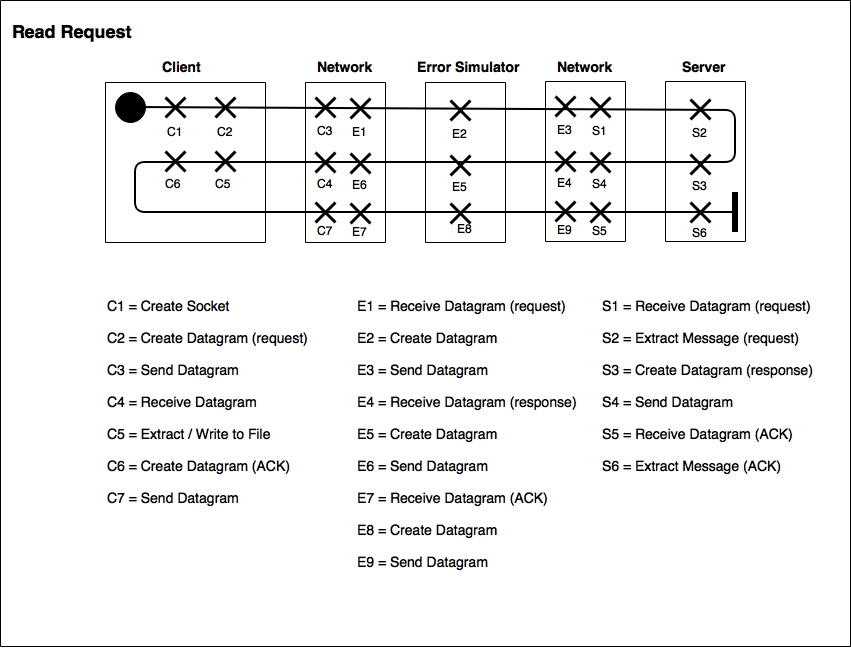 Read Request
Client Network Error Simulator Network Server
C1 C2 C3 E1 E2 E3 S1 S2
C6 C5 C4 E6 E5 E4 S4 S3
C7 E7 E8 E9 S5 S6
C1 = Create Socket E1 = Receive Datagram (request) S1 = Receive Datagram (request)
C2 = Create Datagram (request) E2 = Create Datagram S2 = Extract Message (request)
C3 = Send Datagram E3 = Send Datagram S3 = Create Datagram (response)
C4 = Receive Datagram E4 = Receive Datagram (response) S4 = Send Datagram
C5 = Extract / Write to File E5 = Create Datagram S5 = Receive Datagram (ACK)
C6 = Create Datagram (ACK) E6 = Send Datagram S6 = Extract Message (ACK)
C7 = Send Datagram E7 = Receive Datagram (ACK)
E8 = Create Datagram
E9 = Send Datagram